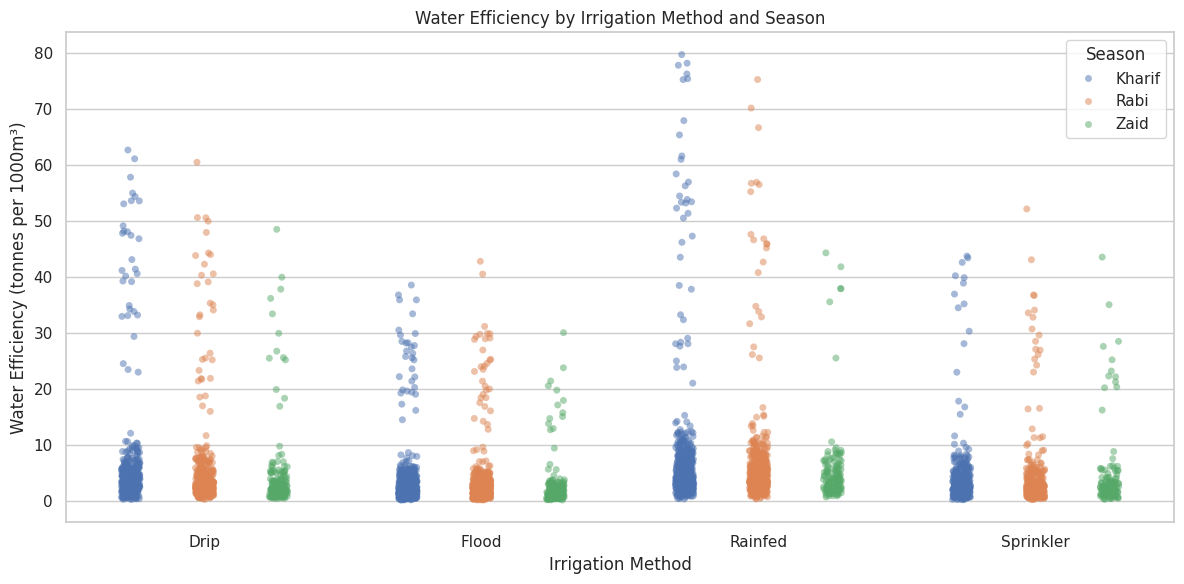 Water Efficiency by Irrigation Method and Season
Water Efficiency (tonnes per 1000m³)
80
70
60
50
40
30
20
10
0
Season
Kharif
Rabi
Zaid
Drip
Flood
Rainfed
Sprinkler
Irrigation Method